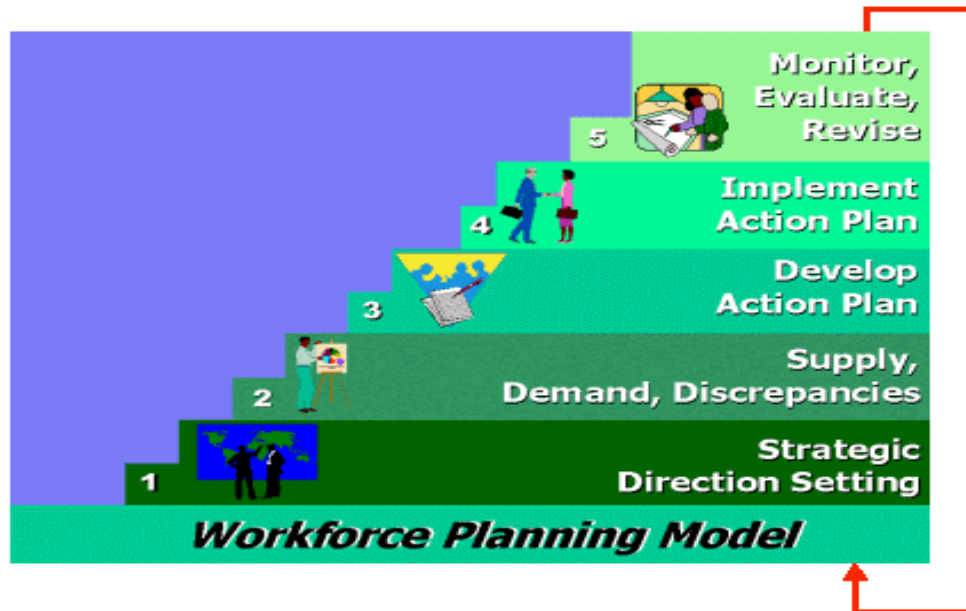 Monitor,
Evaluate,
Revise
5
Implement
Action Plan
4
Develop
Action Plan
3
Supply,
Demand, Discrepancies
2
Strategic
Direction Setting
1
Workforce Planning Model